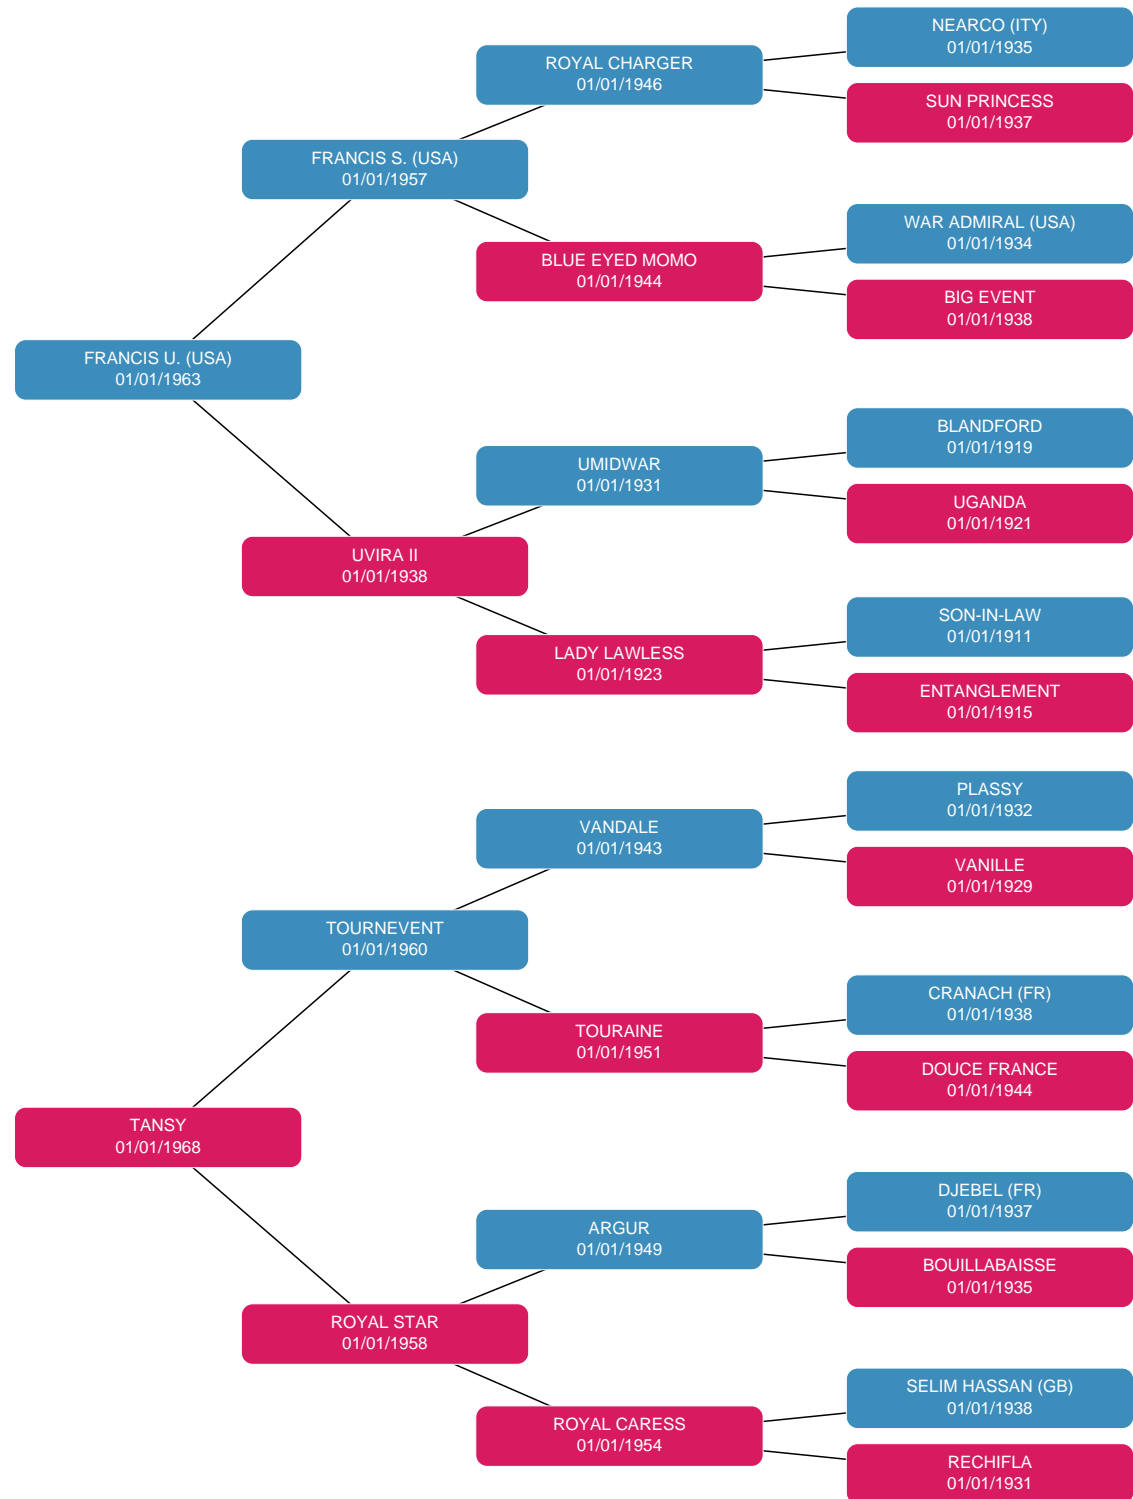 NEARCO (ITY)
01/01/1935
ROYAL CHARGER
01/01/1946
SUN PRINCESS
01/01/1937
FRANCIS S. (USA)
01/01/1957
WAR ADMIRAL (USA)
01/01/1934
BLUE EYED MOMO
01/01/1944
BIG EVENT
01/01/1938
FRANCIS U. (USA)
01/01/1963
BLANDFORD
01/01/1919
UMIDWAR
01/01/1931
UGANDA
01/01/1921
UVIRA II
01/01/1938
SON-IN-LAW
01/01/1911
LADY LAWLESS
01/01/1923
ENTANGLEMENT
01/01/1915
PLASSY
01/01/1932
VANDALE
01/01/1943
VANILLE
01/01/1929
TOURNEVENT
01/01/1960
CRANACH (FR)
01/01/1938
TOURAINE
01/01/1951
DOUCE FRANCE
01/01/1944
TANSY
01/01/1968
DJEBEL (FR)
01/01/1937
ARGUR
01/01/1949
BOUILLABAISSE
01/01/1935
ROYAL STAR
01/01/1958
SELIM HASSAN (GB)
01/01/1938
ROYAL CARESS
01/01/1954
RECHIFLA
01/01/1931